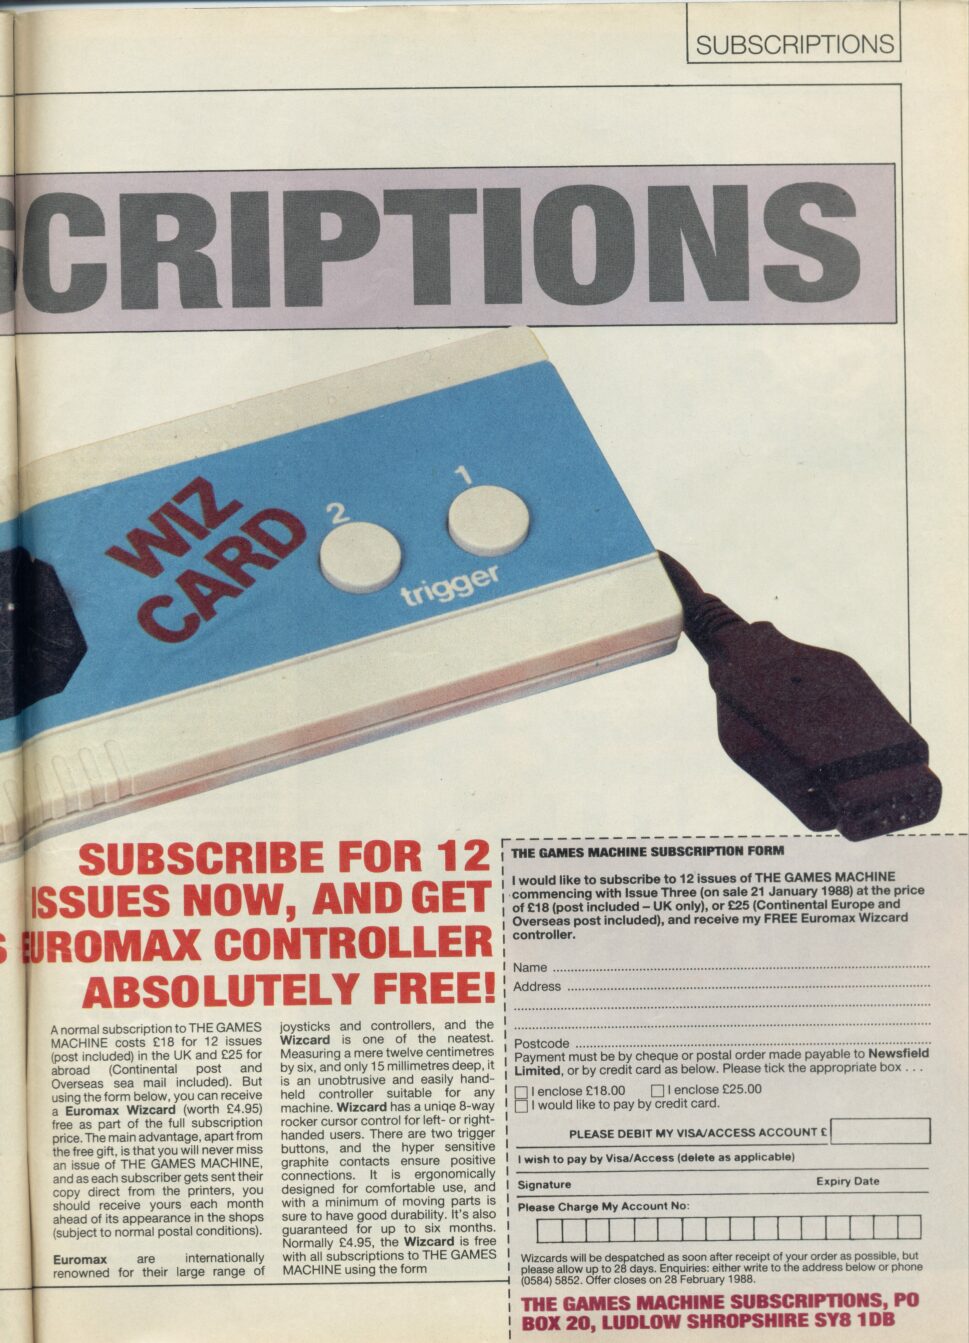 SUBSCRIPTIONS
SCRIPTIONS
WIZ
CARD
2
1
trigger
SUBSCRIBE FOR 12
ISSUES NOW, AND GET
S EUROMAX CONTROLLER
ABSOLUTELY FREE!
A normal subscription to THE GAMES
MACHINE costs £18 for 12 issues
(post included) in the UK and £25 for
abroad (Continental post and
Overseas sea mail included). But
using the form below, you can receive
a Euromax Wizcard (worth £4.95)
free as part of the full subscription
price. The main advantage, apart from
the free gift, is that you will never miss
an issue of THE GAMES MACHINE,
and as each subscriber gets sent their
copy direct from the printers, you
should receive yours each month
ahead of its appearance in the shops
(subject to normal postal conditions).
Euromax are internationally
renowned for their large range of
joysticks and controllers, and the
Wizcard is one of the neatest.
Measuring a mere twelve centimetres
by six, and only 15 millimetres deep, it
is an unobtrusive and easily hand-
held controller suitable for any
machine. Wizcard has a uniqe 8-way
rocker cursor control for left- or right-
handed users. There are two trigger
buttons, and the hyper sensitive
graphite contacts ensure positive
connections. It is ergonomically
designed for comfortable use, and
with a minimum of moving parts is
sure to have good durability. It's also
guaranteed for up to six months.
Normally £4.95, the Wizcard is free
with all subscriptions to THE GAMES
MACHINE using the form
THE GAMES MACHINE SUBSCRIPTION FORM
I would like to subscribe to 12 issues of THE GAMES MACHINE
commencing with Issue Three (on sale 21 January 1988) at the price
of £18 (post included – UK only), or £25 (Continental Europe and
Overseas post included), and receive my FREE Euromax Wizcard
controller.
Name
Address
Postcode
Payment must be by cheque or postal order made payable to Newsfield
Limited, or by credit card as below. Please tick the appropriate box . . .
I enclose £18.00 I enclose £25.00
I would like to pay by credit card.
PLEASE DEBIT MY VISA/ACCESS ACCOUNT £
I wish to pay by Visa/Access (delete as applicable)
Signature Expiry Date
Please Charge My Account No:
Wizcards will be despatched as soon after receipt of your order as possible, but
please allow up to 28 days. Enquiries: either write to the address below or phone
(0584) 5852. Offer closes on 28 February 1988.
THE GAMES MACHINE SUBSCRIPTIONS, PO
BOX 20, LUDLOW SHROPSHIRE SY8 1DB